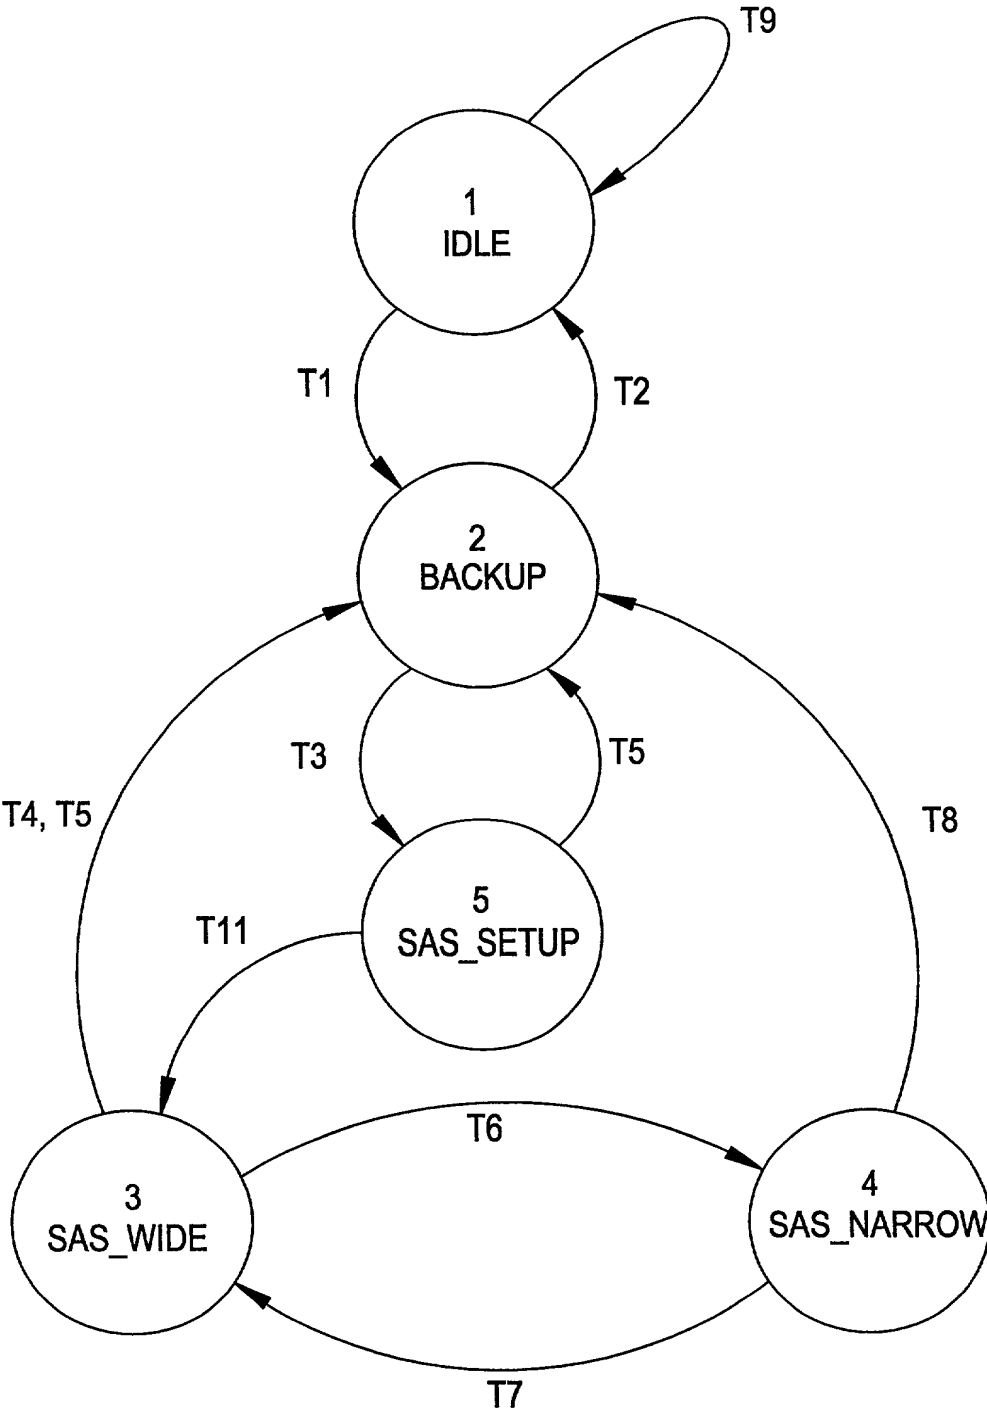 T9
1
IDLE
T1
T2
2
BACKUP
T3
T5
T4, T5
T8
5
SAS_SETUP
T11
T6
3
SAS_WIDE
4
SAS_NARROW
T7